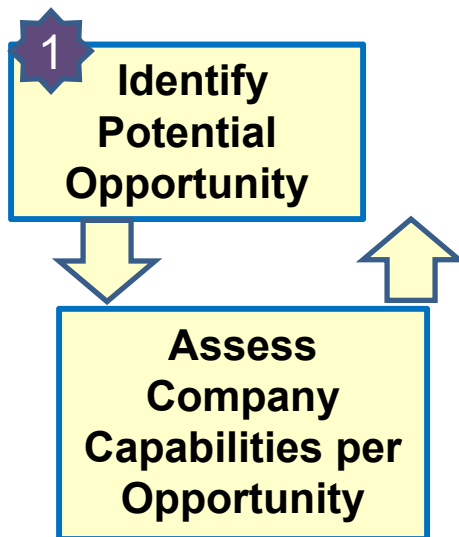 1
Identify
Potential
Opportunity
Assess
Company
Capabilities per
Opportunity